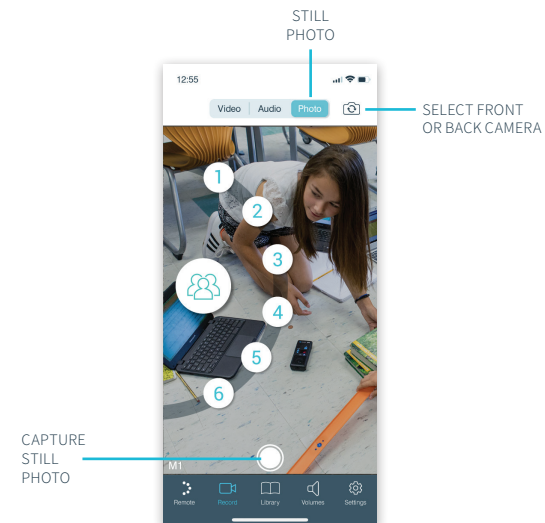 STILL
PHOTO
12:55
Video Audio Photo
SELECT FRONT
OR BACK CAMERA
1
2
3
4
5
6
CAPTURE
STILL
PHOTO
M1
Remote Record Library Volumes Settings